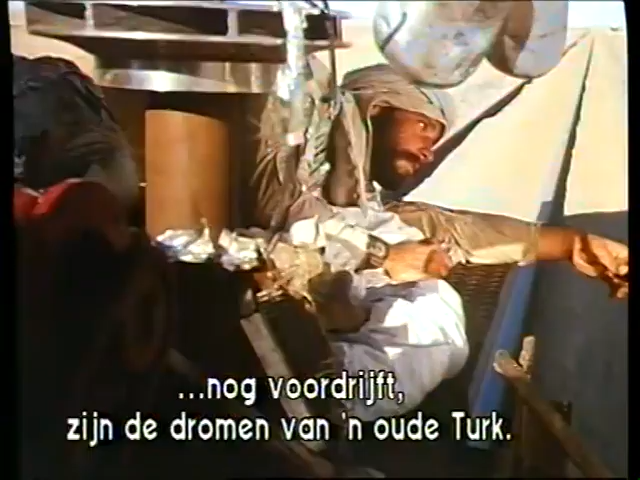 ...nog voordrijft,
zijn de dromen van 'n oude Turk.